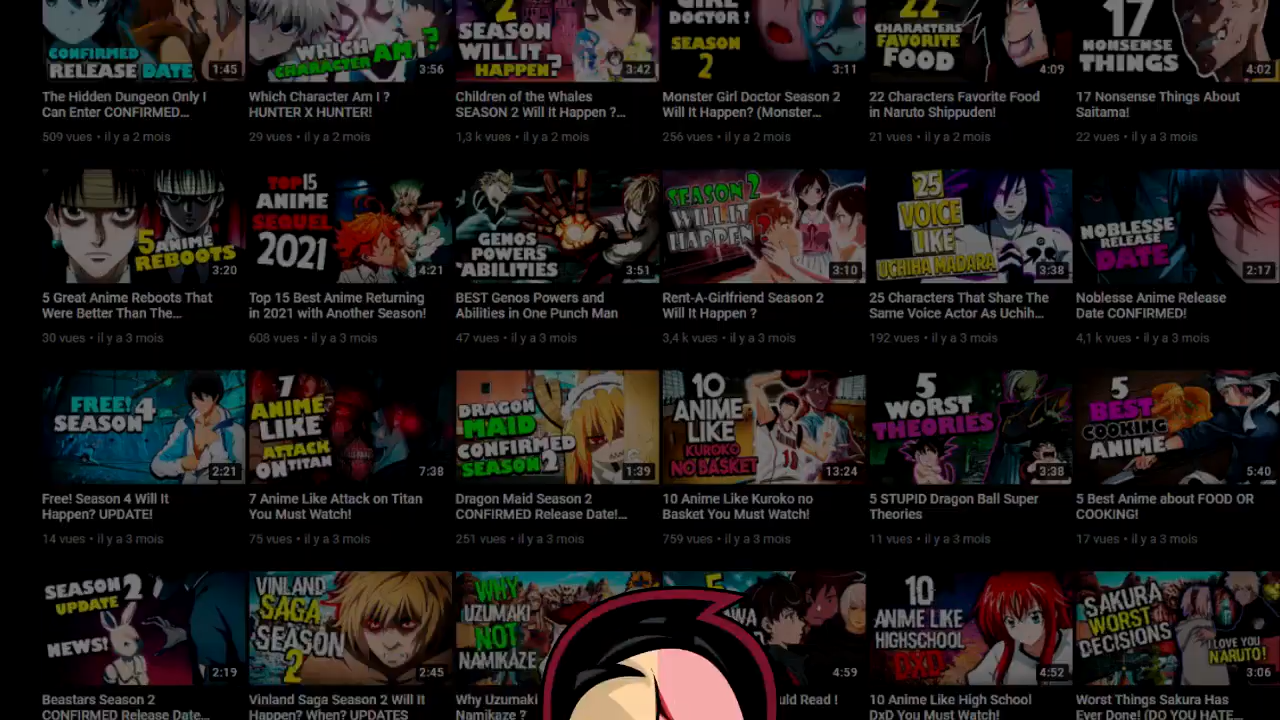 CONFIRMED
RELEASE DATE
1:45
WHICH
CHARACTER AM I?
3:56
2
SEASON
WILL IT
HAPPEN?
3:42
GIRL
DOCTOR !
SEASON
2
3:11
22
CHARACTERS
FAVORITE
FOOD
4:09
17
NONSENSE
THINGS
4:02
The Hidden Dungeon Only I
Can Enter CONFIRMED...
509 vues • il y a 2 mois
Which Character Am I ?
HUNTER X HUNTER!
29 vues • il y a 2 mois
Children of the Whales
SEASON 2 Will It Happen ?...
1,3 k vues • il y a 2 mois
Monster Girl Doctor Season 2
Will It Happen? (Monster...
256 vues • il y a 2 mois
22 Characters Favorite Food
in Naruto Shippuden!
21 vues • il y a 2 mois
17 Nonsense Things About
Saitama!
22 vues • il y a 3 mois
5 ANIME
REBOOTS
3:20
TOP 15
ANIME
SEQUEL
2021
4:21
GENOS
POWERS
ABILITIES
3:51
SEASON 2
WILL IT
HAPPEN?
3:10
25
VOICE
LIKE
UCHIHA MADARA
3:38
NOBLESSE
RELEASE
DATE
2:17
5 Great Anime Reboots That
Were Better Than The...
30 vues • il y a 3 mois
Top 15 Best Anime Returning
in 2021 with Another Season!
608 vues • il y a 3 mois
BEST Genos Powers and
Abilities in One Punch Man
47 vues • il y a 3 mois
Rent-A-Girlfriend Season 2
Will It Happen ?
3,4 k vues • il y a 3 mois
25 Characters That Share The
Same Voice Actor As Uchih...
192 vues • il y a 3 mois
Noblesse Anime Release
Date CONFIRMED!
4,1 k vues • il y a 3 mois
FREE! 4
SEASON
2:21
7
ANIME
LIKE
ATTACK
ON TITAN
7:38
DRAGON
MAID
CONFIRMED
SEASON 2
1:39
10
ANIME
LIKE
KUROKO
NO BASKET
13:24
5
WORST
THEORIES
3:38
5
BEST
COOKING
ANIME
5:40
Free! Season 4 Will It
Happen? UPDATE!
14 vues • il y a 3 mois
7 Anime Like Attack on Titan
You Must Watch!
75 vues • il y a 3 mois
Dragon Maid Season 2
CONFIRMED Release Date!...
251 vues • il y a 3 mois
10 Anime Like Kuroko no
Basket You Must Watch!
759 vues • il y a 3 mois
5 STUPID Dragon Ball Super
Theories
11 vues • il y a 3 mois
5 Best Anime about FOOD OR
COOKING!
17 vues • il y a 3 mois
SEASON 2
UPDATE
NEWS!
2:19
VINLAND
SAGA
SEASON
2
2:45
WHY
UZUMAKI
NOT
NAMIKAZE
5
4:59
10
ANIME LIKE
HIGHSCHOOL
DXD
4:52
SAKURA
WORST
DECISIONS
I LOVE YOU
NARUTO!
3:06
Beastars Season 2
CONFIRMED Release Date...
Vinland Saga Season 2 Will It
Happen? When? UPDATES
Why Uzumaki
Namikaze ?
Read !
10 Anime Like High School
DxD You Must Watch!
Worst Things Sakura Has
Ever Done! (DO YOU HATE...